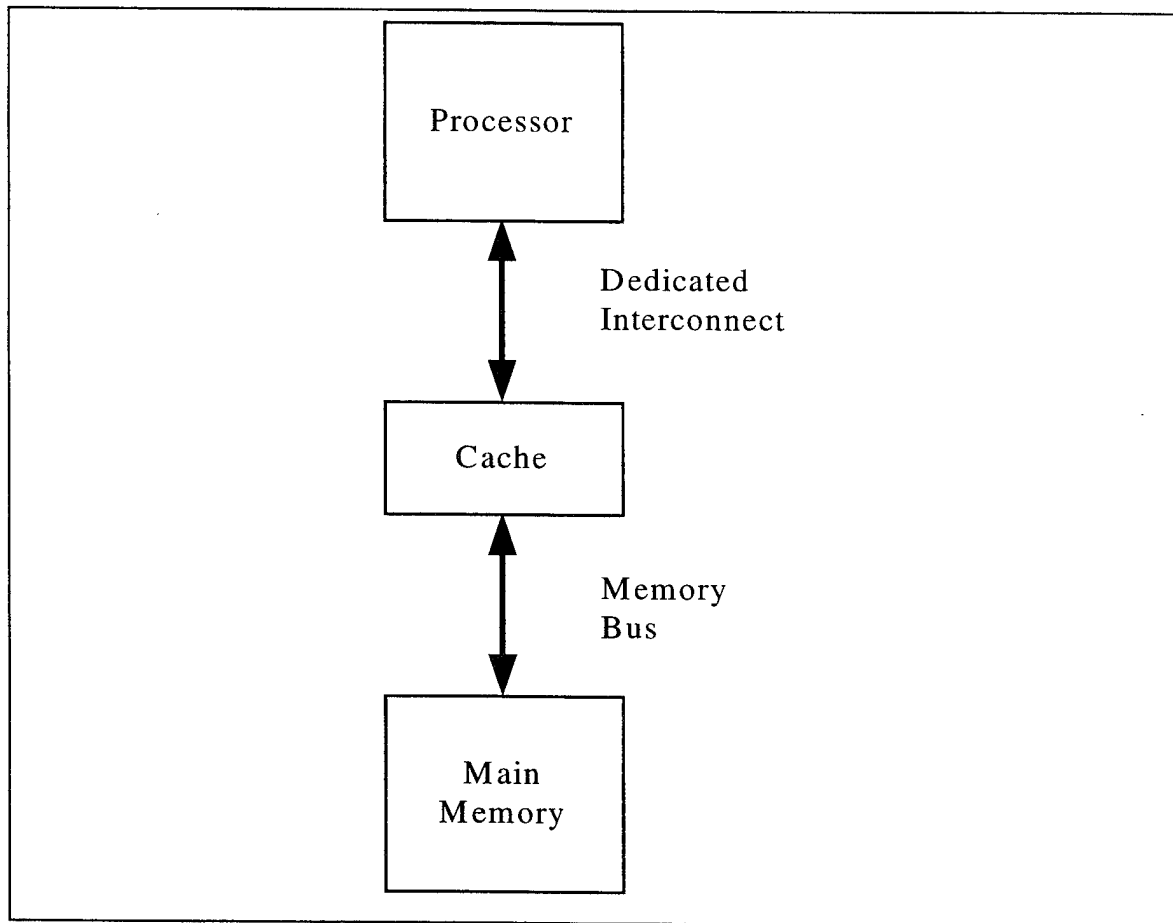 Processor
Dedicated
Interconnect
Cache
Memory
Bus
Main
Memory